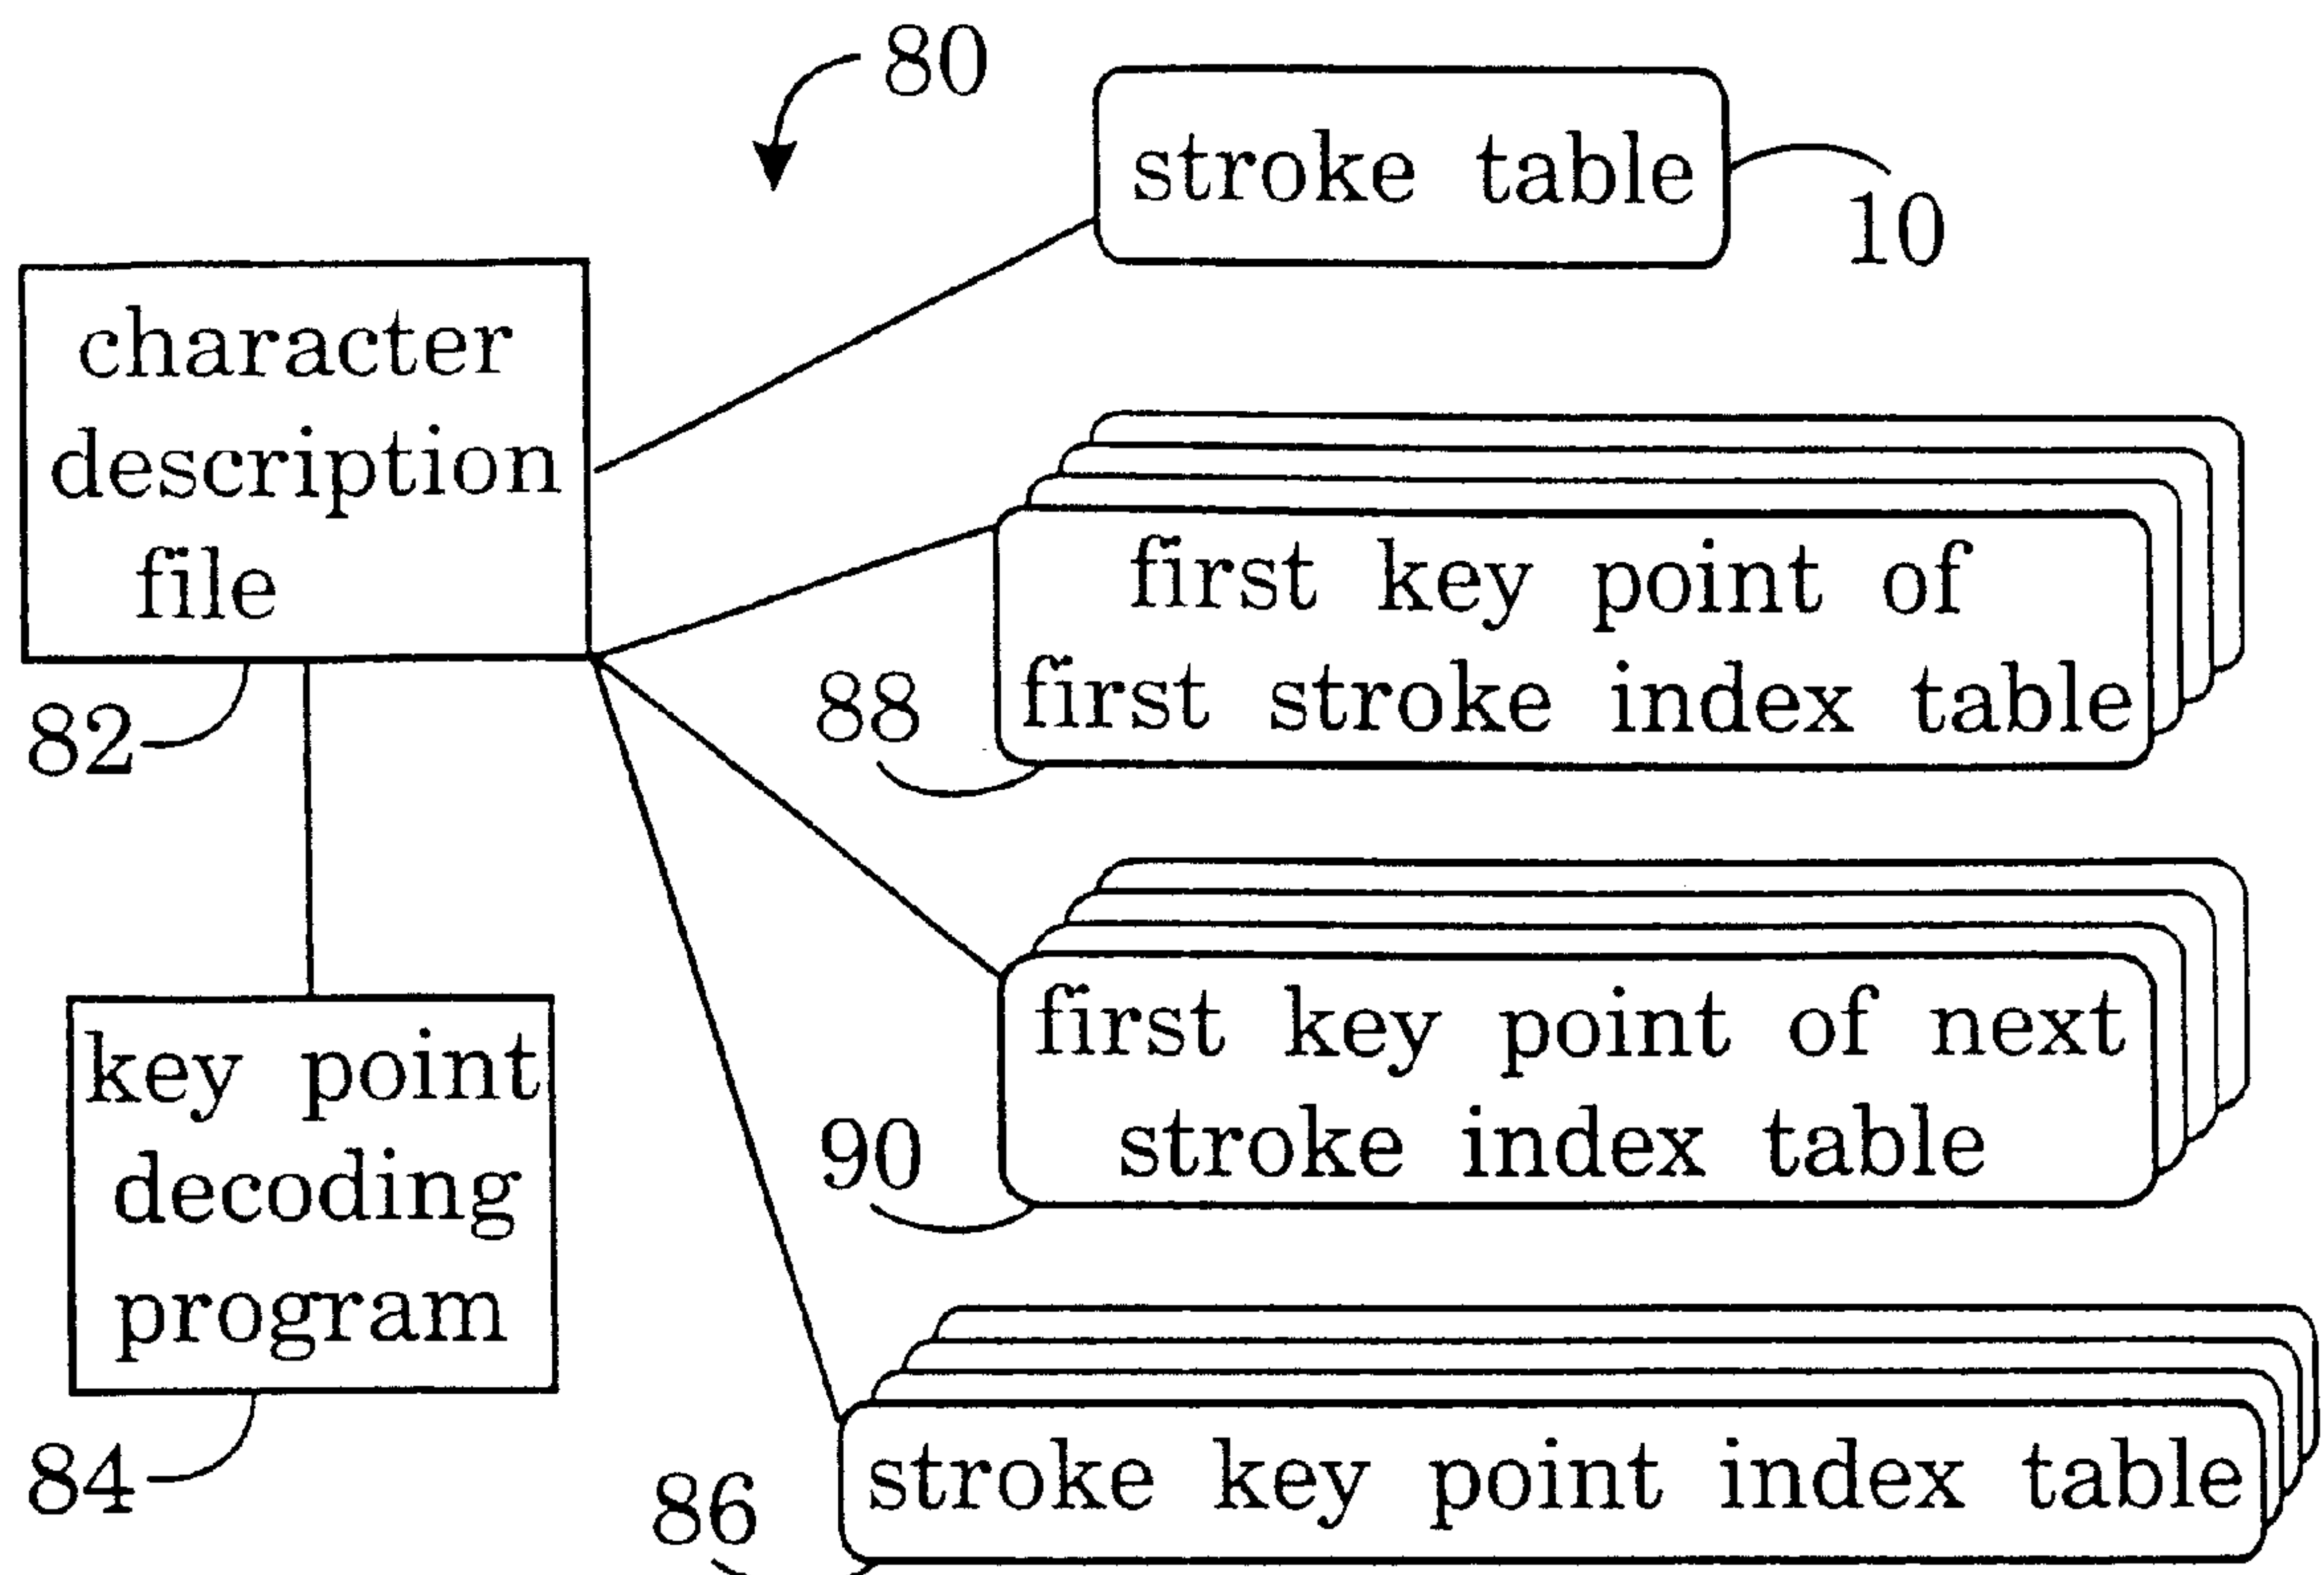 80
stroke table
10
character
description
file
82
first key point of
first stroke index table
88
first key point of next
stroke index table
90
key point
decoding
program
84
stroke key point index table
86